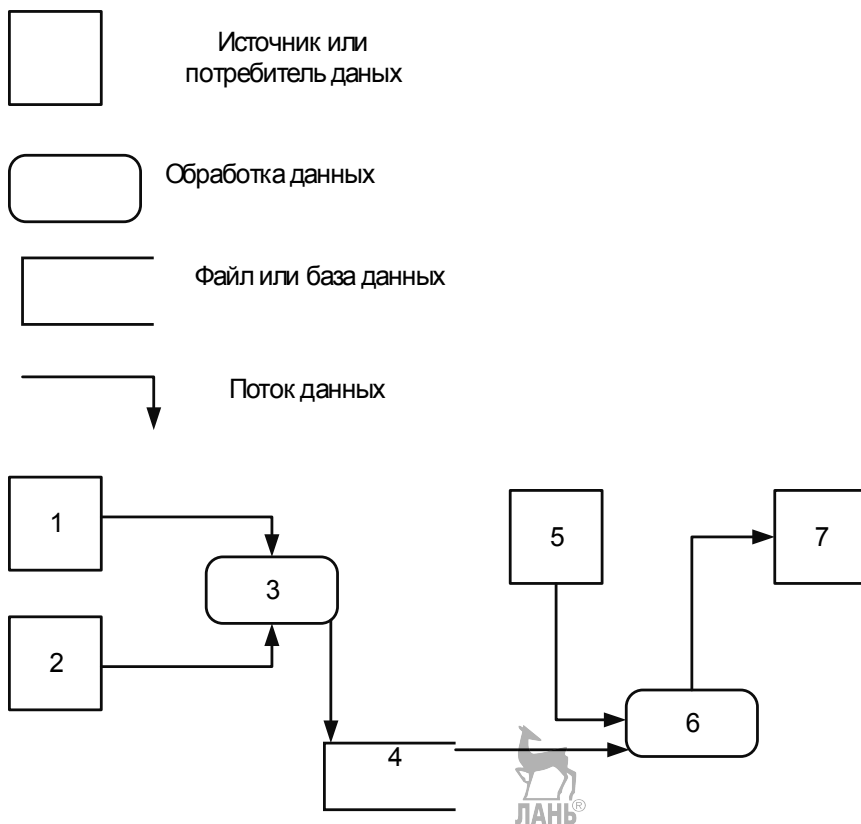 Источник или
потребитель даных
Обработка данных
Файл или база данных
Поток данных
1
5
7
3
2
6
4
ЛАНЬ®